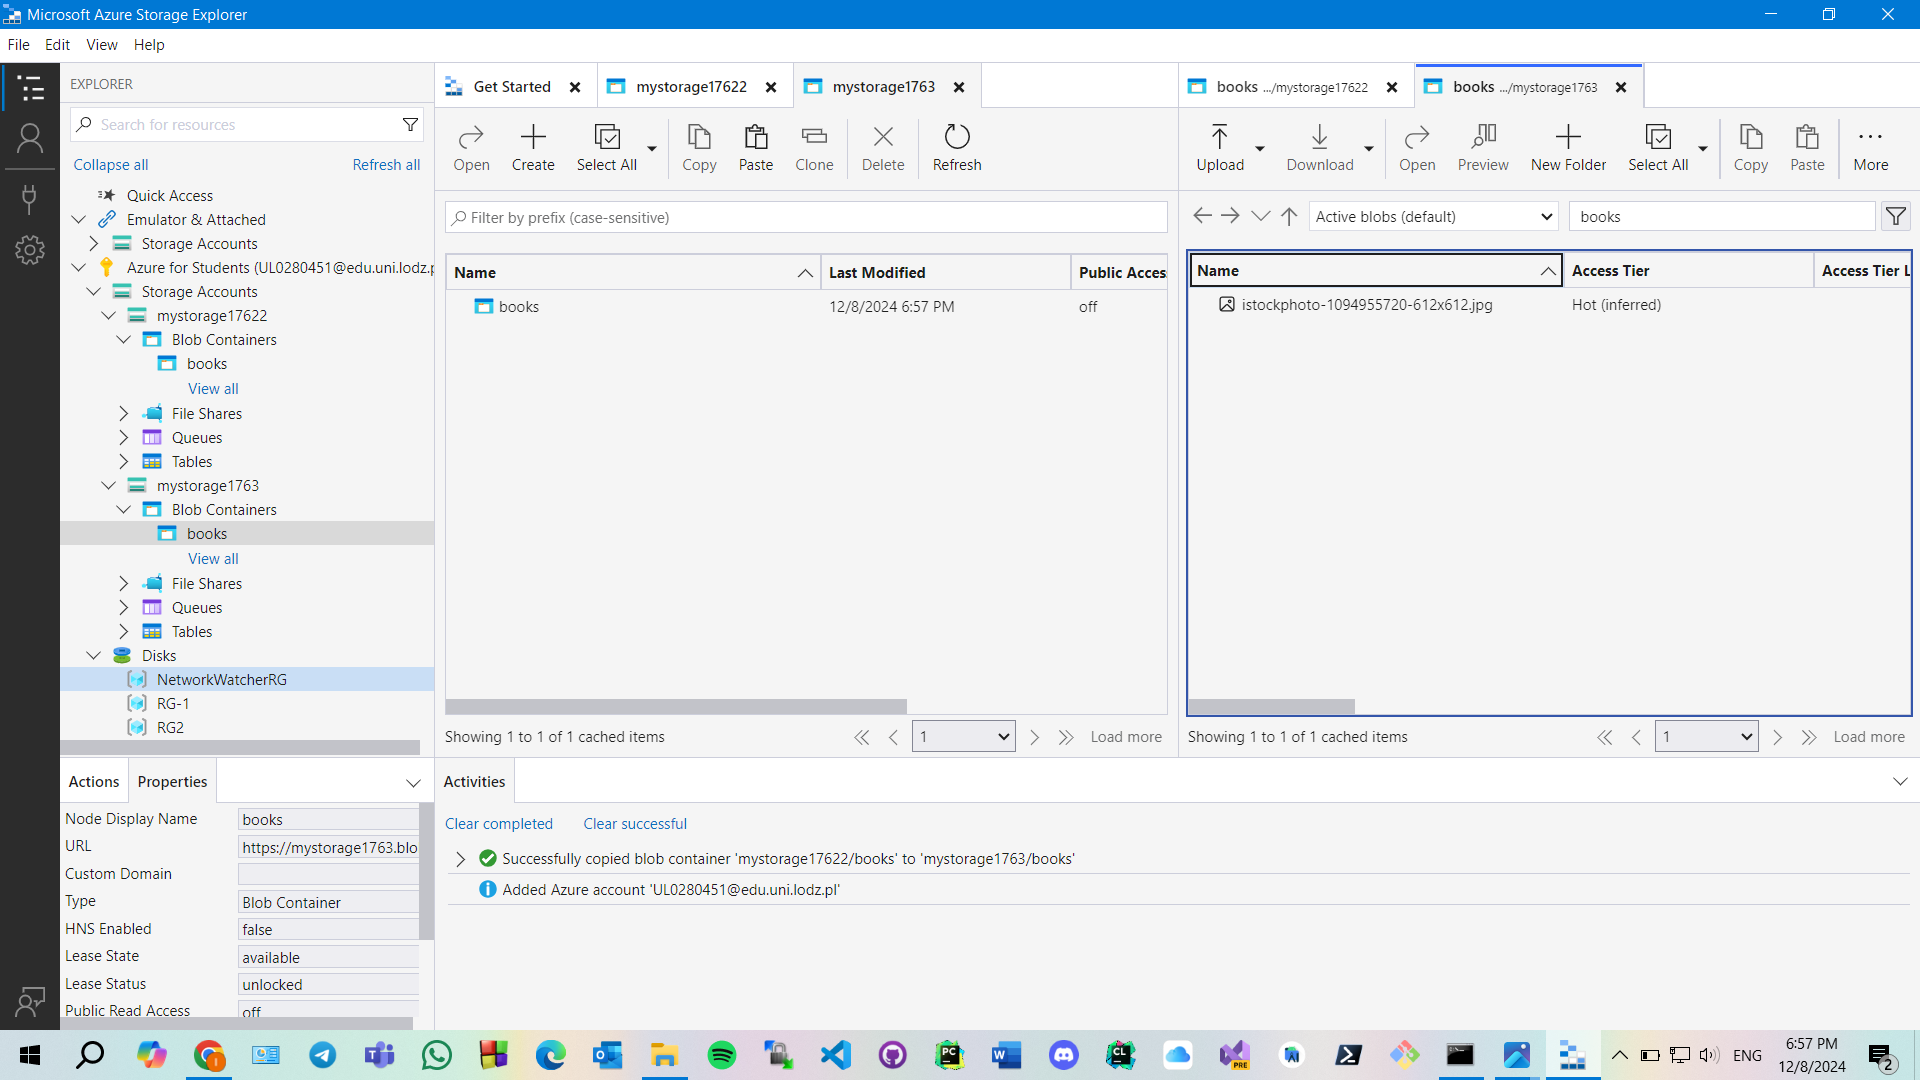 Microsoft Azure Storage Explorer
File Edit View Help
EXPLORER
Search for resources
Collapse all Refresh all
Quick Access
Emulator & Attached
Storage Accounts
Azure for Students (UL0280451@edu.uni.lodz.p
Storage Accounts
mystorage17622
Blob Containers
books
View all
File Shares
Queues
Tables
mystorage1763
Blob Containers
books
View all
File Shares
Queues
Tables
Disks
NetworkWatcherRG
RG-1
RG2
Actions Properties
Node Display Name books
URL https://mystorage1763.blo
Custom Domain
Type Blob Container
HNS Enabled false
Lease State available
Lease Status unlocked
Public Read Access off
Get Started mystorage17622 mystorage1763
Open Create Select All Copy Paste Clone Delete Refresh
Filter by prefix (case-sensitive)
Name Last Modified Public Acces
books 12/8/2024 6:57 PM off
Showing 1 to 1 of 1 cached items 1 Load more
books .../mystorage17622 books .../mystorage1763
Upload Download Open Preview New Folder Select All Copy Paste More
Active blobs (default) books
Name Access Tier Access Tier L
istockphoto-1094955720-612x612.jpg Hot (inferred)
Showing 1 to 1 of 1 cached items 1 Load more
Activities
Clear completed Clear successful
Successfully copied blob container 'mystorage17622/books' to 'mystorage1763/books'
Added Azure account 'UL0280451@edu.uni.lodz.pl'
ENG 6:57 PM
12/8/2024 2